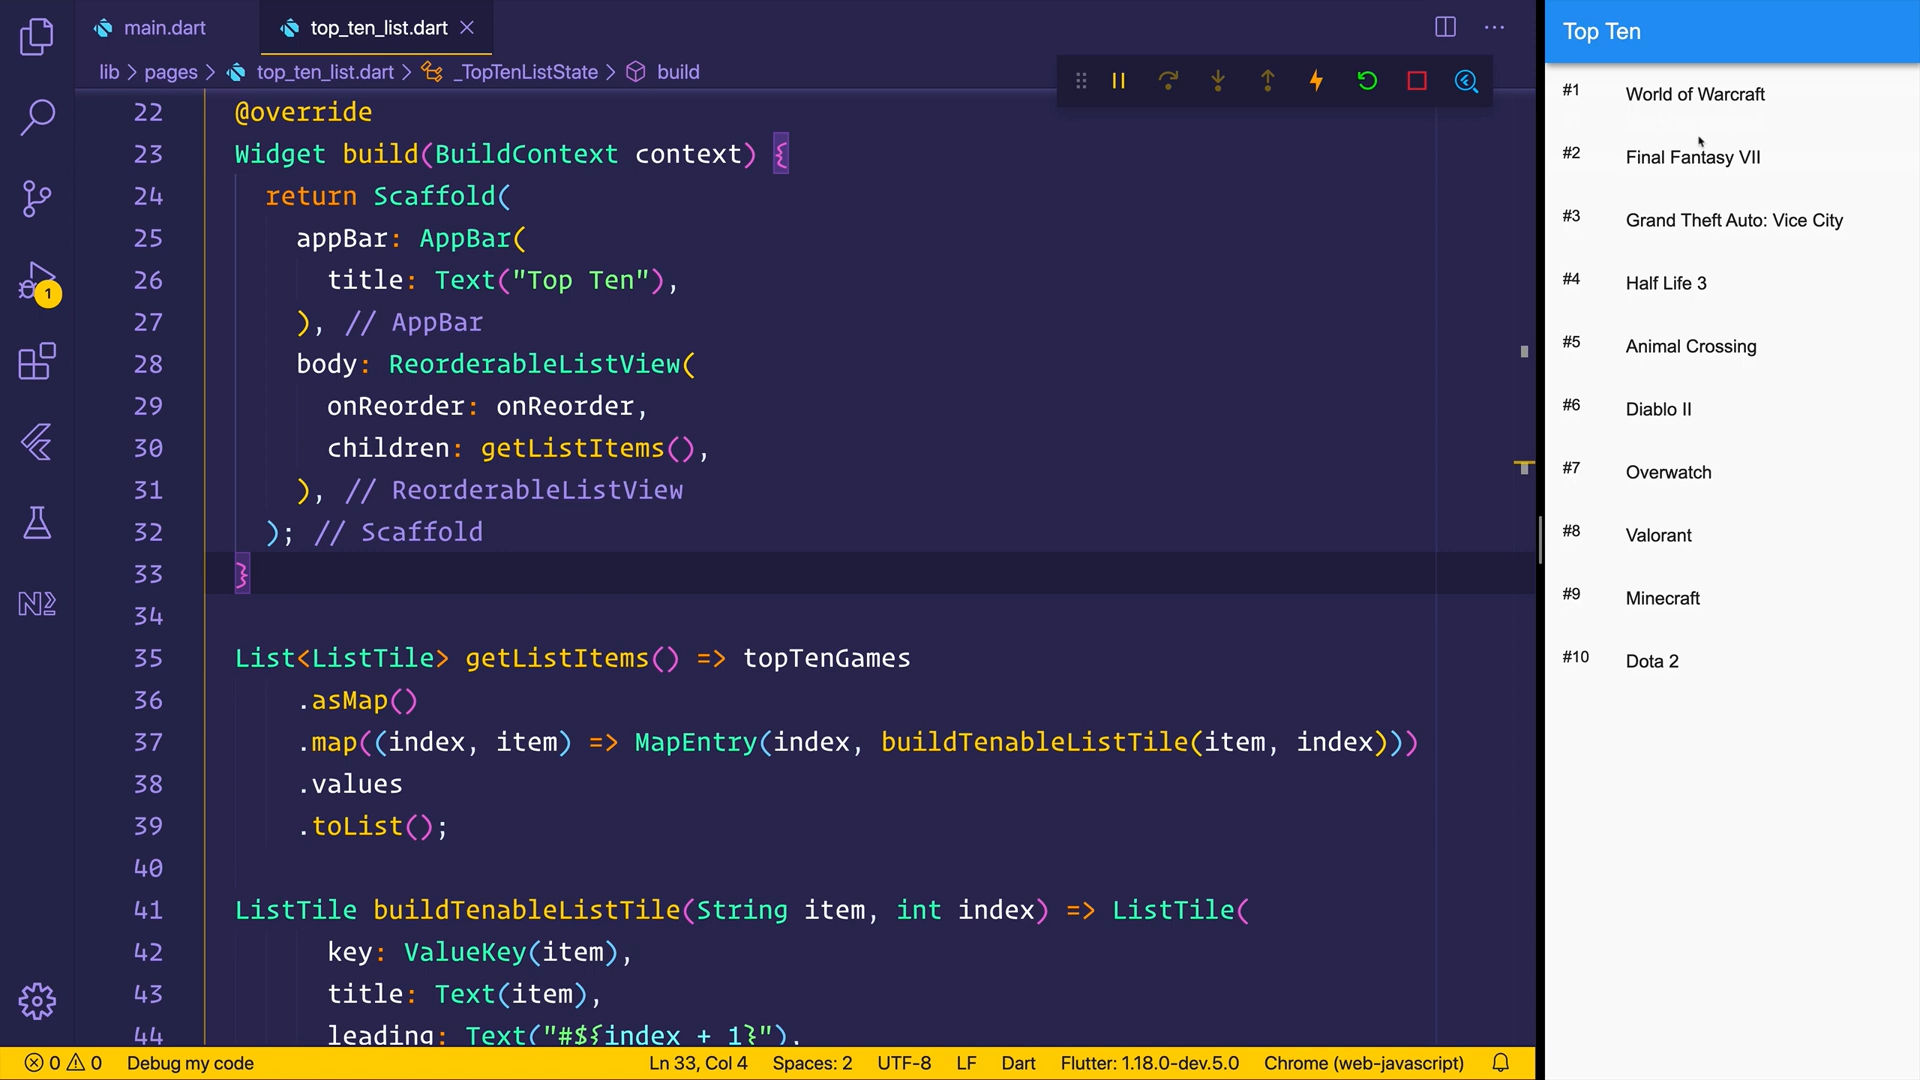 main.dart
top_ten_list.dart
lib > pages > top_ten_list.dart > _TopTenListState > build
22 @override
23 Widget build(BuildContext context) {
24 return Scaffold(
25 appBar: AppBar(
26 title: Text("Top Ten"),
27 ), // AppBar
28 body: ReorderableListView(
29 onReorder: onReorder,
30 children: getListItems(),
31 ), // ReorderableListView
32 ); // Scaffold
33 }
34
35 List<ListTile> getListItems() => topTenGames
36 .asMap()
37 .map((index, item) => MapEntry(index, buildTenableListTile(item, index)))
38 .values
39 .toList();
40
41 ListTile buildTenableListTile(String item, int index) => ListTile(
42 key: ValueKey(item),
43 title: Text(item),
44 leading: Text("#${index + 1}"),
1
0 0 Debug my code Ln 33, Col 4 Spaces: 2 UTF-8 LF Dart Flutter: 1.18.0-dev.5.0 Chrome (web-javascript)
Top Ten
#1 World of Warcraft
#2 Final Fantasy VII
#3 Grand Theft Auto: Vice City
#4 Half Life 3
#5 Animal Crossing
#6 Diablo II
#7 Overwatch
#8 Valorant
#9 Minecraft
#10 Dota 2